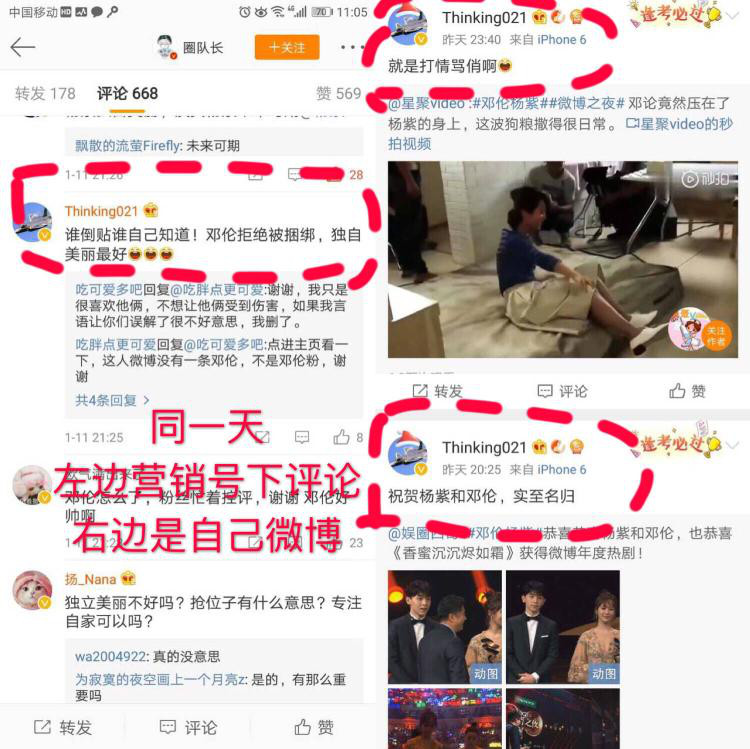 中国移动 HD 4G 70 11:05
圈队长
+关注
转发 178 评论 668 赞 569
飘散的流萤Firefly: 未来可期
1-11 21:26 28
Thinking021
谁倒贴谁自己知道！邓伦拒绝被捆绑，独自
美丽最好
吃可爱多吧回复@吃胖点更可爱:谢谢，我只是
很喜欢他俩，不想让他俩受到伤害，如果我言
语让你们误解了很不好意思，我删了。
吃胖点更可爱回复@吃可爱多吧:点进主页看一
下，这人微博没有一条邓伦，不是邓伦粉，谢
谢
共4条回复 >
1-11 21:25 8
同一天
左边营销号下评论
右边是自己微博
邓伦怎么了，粉丝忙着控评，谢谢 邓伦好
帅啊
23
扬_Nana
独立美丽不好吗？抢位子有什么意思？专注
自家可以吗？
wa2004922: 真的没意思
为寂寞的夜空画上一个月亮z: 是的，有那么重
要吗
转发 评论 赞
Thinking021
昨天 23:40 来自 iPhone 6
逢考必过
就是打情骂俏啊
@星聚video :#邓伦杨紫##微博之夜# 邓论竟然压在了
杨紫的身上，这波狗粮撒得很日常。 星聚video的秒
拍视频
秒拍
关注
作者
转发 评论 赞
Thinking021
昨天 20:25 来自 iPhone 6
逢考必过
祝贺杨紫和邓伦，实至名归
#邓伦杨紫#恭喜
杨紫和邓伦，也恭喜
《香蜜沉沉烬如霜》获得微博年度热剧！
动图
动图